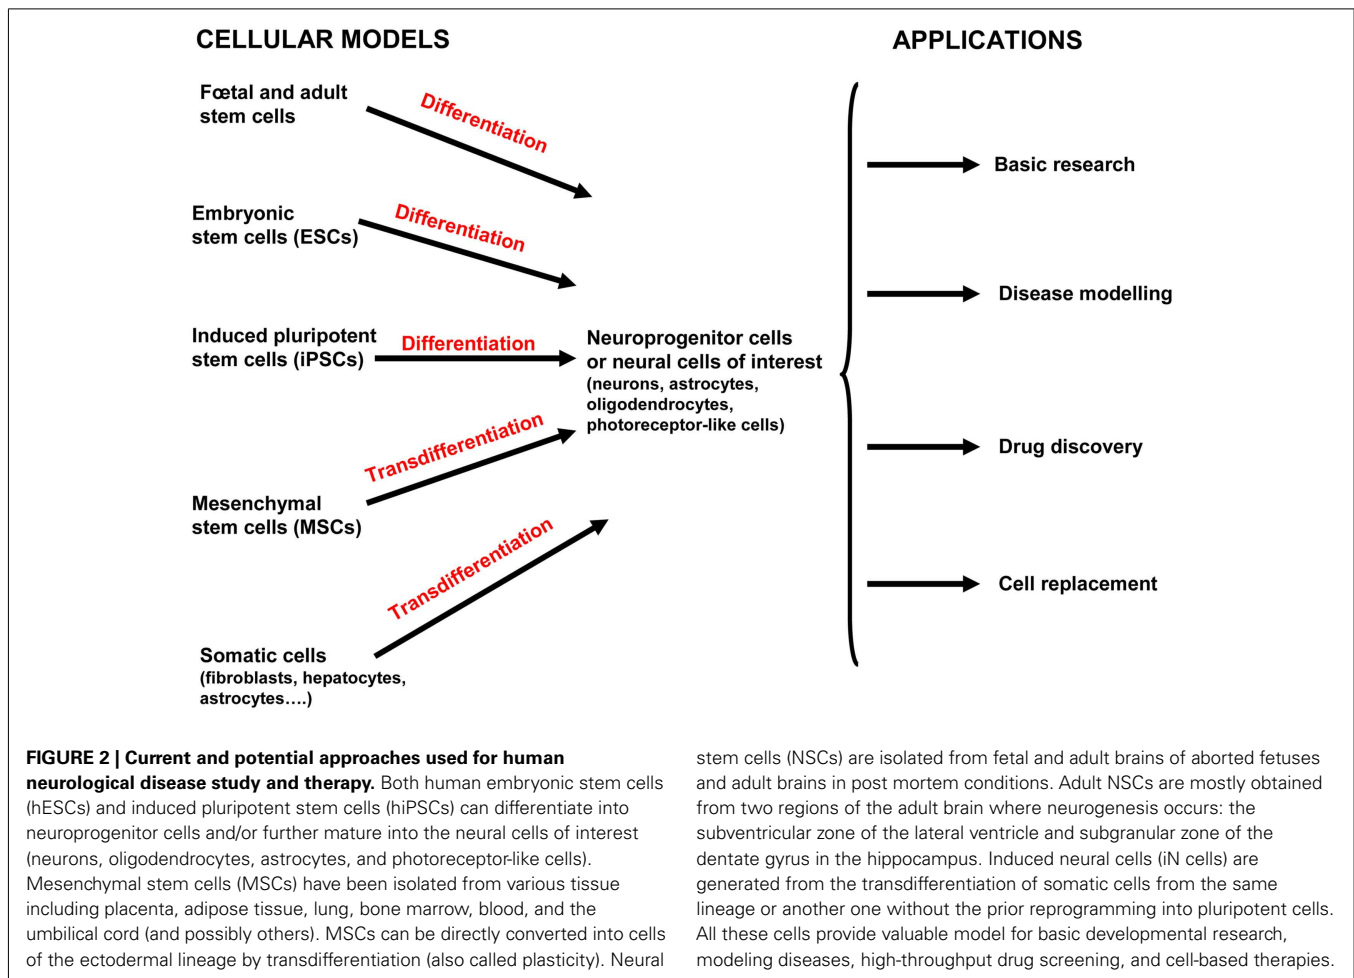 CELLULAR MODELS
Fœtal and adult
stem cells
Differentiation
Embryonic
stem cells (ESCs)
Differentiation
Induced pluripotent
stem cells (iPSCs)
Differentiation
Mesenchymal
stem cells (MSCs)
Transdifferentiation
Somatic cells
(fibroblasts, hepatocytes,
astrocytes....)
Transdifferentiation
Neuroprogenitor cells
or neural cells of interest
(neurons, astrocytes,
oligodendrocytes,
photoreceptor-like cells)
APPLICATIONS
Basic research
Disease modelling
Drug discovery
Cell replacement
FIGURE 2 | Current and potential approaches used for human
neurological disease study and therapy. Both human embryonic stem cells
(hESCs) and induced pluripotent stem cells (hiPSCs) can differentiate into
neuroprogenitor cells and/or further mature into the neural cells of interest
(neurons, oligodendrocytes, astrocytes, and photoreceptor-like cells).
Mesenchymal stem cells (MSCs) have been isolated from various tissue
including placenta, adipose tissue, lung, bone marrow, blood, and the
umbilical cord (and possibly others). MSCs can be directly converted into cells
of the ectodermal lineage by transdifferentiation (also called plasticity). Neural
stem cells (NSCs) are isolated from fetal and adult brains of aborted fetuses
and adult brains in post mortem conditions. Adult NSCs are mostly obtained
from two regions of the adult brain where neurogenesis occurs: the
subventricular zone of the lateral ventricle and subgranular zone of the
dentate gyrus in the hippocampus. Induced neural cells (iN cells) are
generated from the transdifferentiation of somatic cells from the same
lineage or another one without the prior reprogramming into pluripotent cells.
All these cells provide valuable model for basic developmental research,
modeling diseases, high-throughput drug screening, and cell-based therapies.